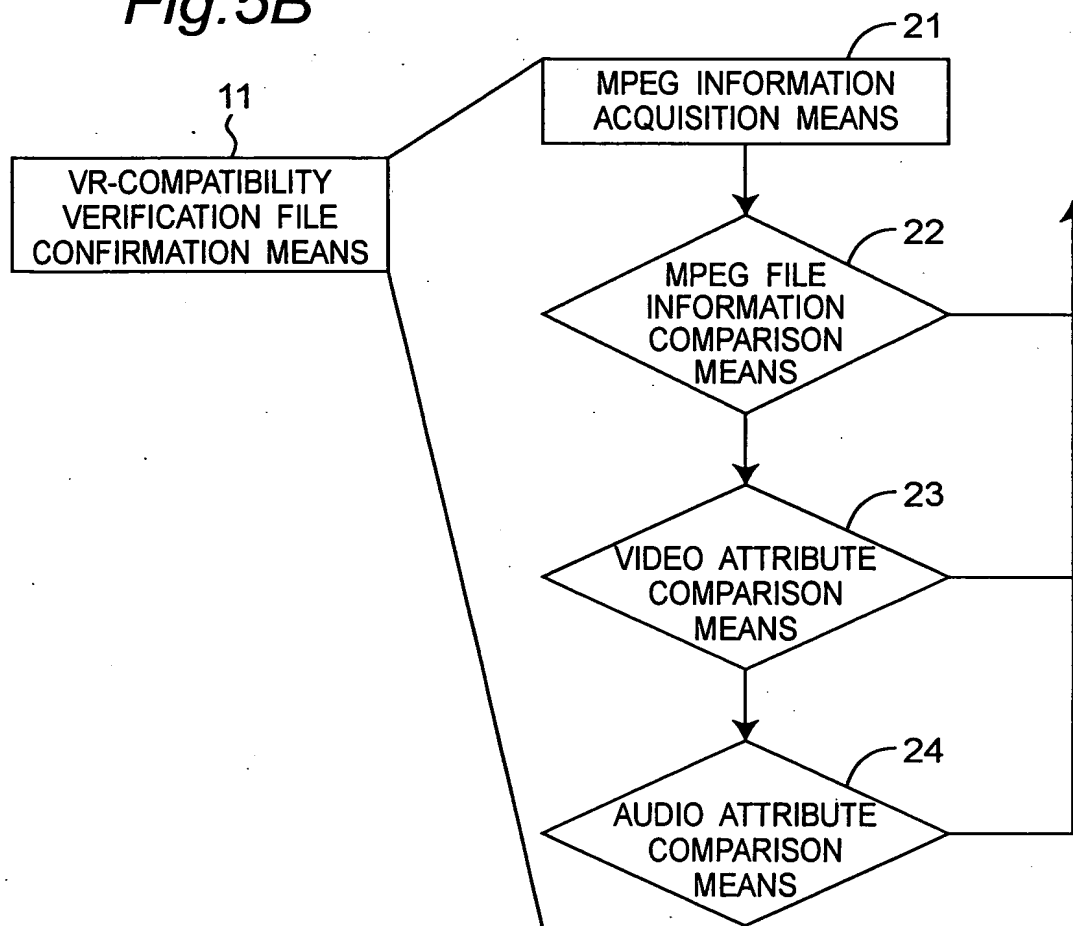 Fig.5B
11
VR-COMPATIBILITY
VERIFICATION FILE
CONFIRMATION MEANS
21
MPEG INFORMATION
ACQUISITION MEANS
22
MPEG FILE
INFORMATION
COMPARISON
MEANS
23
VIDEO ATTRIBUTE
COMPARISON
MEANS
24
AUDIO ATTRIBUTE
COMPARISON
MEANS